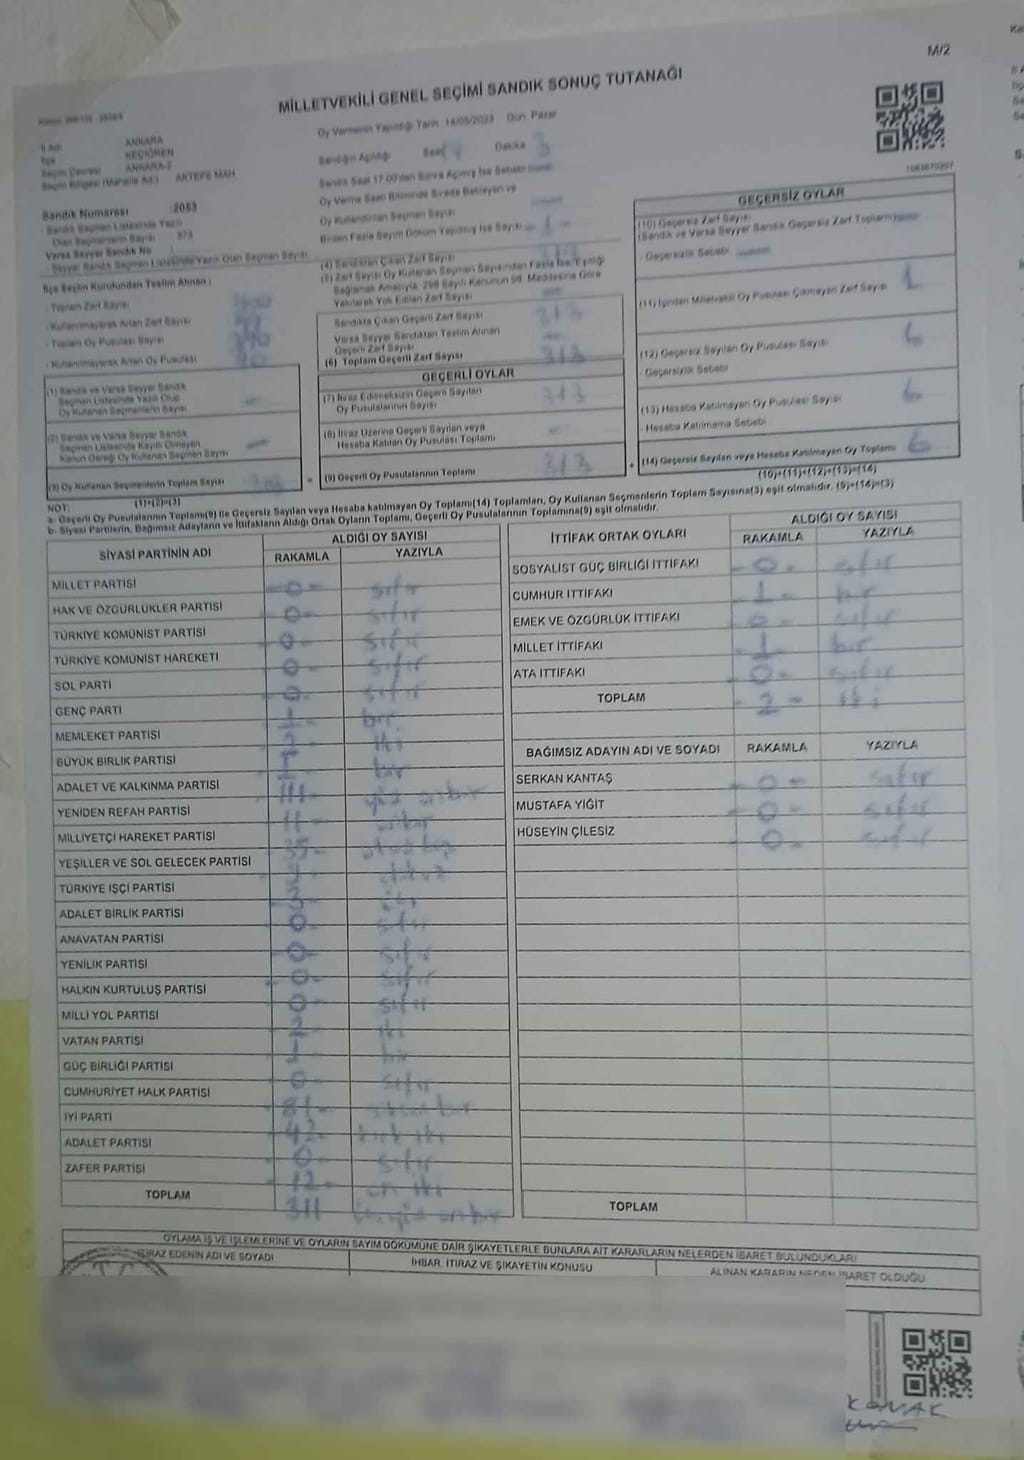 M/2
MİLLETVEKİLİ GENEL SEÇİMİ SANDIK SONUÇ TUTANAĞI
İl Adı ANKARA
İlçe KEÇİÖREN
Seçim Çevresi ANKARA-2
Seçim Bölgesi (Mahalle Adı) AKTEPE MAH
Oy Vermenin Yapıldığı Tarih 14/05/2023 Gün Pazar
Sandığın Açıldığı Saat Dakika
Sandık Saat 17:00'den Sonra Açılmış İse Sebebi
Oy Verme Saati Bitiminde Sırada Bekleyen ve
Oy Kullandırılan Seçmen Sayısı
Birden Fazla Sayım Döküm Yapılmış İse Sayısı
Sandık Numarası :2053
Sandık Seçmen Listesinde Yazılı
Olan Seçmenlerin Sayısı 373
Varsa Seyyar Sandık No
Seyyar Sandık Seçmen Listesinde Yazılı Olan Seçmen Sayısı
İlçe Seçim Kurulundan Teslim Alınan :
- Toplam Zarf Sayısı
- Kullanılmayarak Artan Zarf Sayısı
- Toplam Oy Pusulası Sayısı
- Kullanılmayarak Artan Oy Pusulası
(1) Sandık ve Varsa Seyyar Sandık
Seçmen Listesinde Yazılı Olup
Oy Kullanan Seçmenlerin Sayısı
(2) Sandık ve Varsa Seyyar Sandık
Seçmen Listesinde Kayıtlı Olmayan
Kanun Gereği Oy Kullanan Seçmen Sayısı
(3) Oy Kullanan Seçmenlerin Toplam Sayısı
(1)+(2)=(3)
(4) Sandıktan Çıkan Zarf Sayısı
(5) Zarf Sayısı Oy Kullanan Seçmen Sayısından Fazla İse, Eşitliği
Sağlamak Amacıyla, 298 Sayılı Kanunun 98. Maddesine Göre
Yakılarak Yok Edilen Zarf Sayısı
Sandıkta Çıkan Geçerli Zarf Sayısı 313
Varsa Seyyar Sandıktan Teslim Alınan
Geçerli Zarf Sayısı
(6) Toplam Geçerli Zarf Sayısı 313
GEÇERLİ OYLAR
(7) İtiraz Edilmeksizin Geçerli Sayılan
Oy Pusulalarının Sayısı 313
(8) İtiraz Üzerine Geçerli Sayılan veya
Hesaba Katılan Oy Pusulası Toplamı
(9) Geçerli Oy Pusulalarının Toplamı 313
GEÇERSİZ OYLAR
(10) Geçersiz Zarf Sayısı
(Sandık ve Varsa Seyyar Sandık Geçersiz Zarf Toplamı)
- Geçersizlik Sebebi
(11) İçinden Milletvekili Oy Pusulası Çıkmayan Zarf Sayısı
(12) Geçersiz Sayılan Oy Pusulası Sayısı
- Geçersizlik Sebebi
(13) Hesaba Katılmayan Oy Pusulası Sayısı
- Hesaba Katılmama Sebebi
(14) Geçersiz Sayılan veya Hesaba Katılmayan Oy Toplamı
(10)+(11)+(12)+(13)=(14)
NOT:
a- Geçerli Oy Pusulalarının Toplamı(9) ile Geçersiz Sayılan veya Hesaba katılmayan Oy Toplamı(14) Toplamları, Oy Kullanan Seçmenlerin Toplam Sayısına(3) eşit olmalıdır. (9)+(14)=(3)
b- Siyasi Partilerin, Bağımsız Adayların ve İttifakların Aldığı Ortak Oyların Toplamı, Geçerli Oy Pusulalarının Toplamına(9) eşit olmalıdır.
SİYASİ PARTİNİN ADI ALDIĞI OY SAYISI
RAKAMLA YAZIYLA
MİLLET PARTİSİ -0- sıfır
HAK VE ÖZGÜRLÜKLER PARTİSİ -0- sıfır
TÜRKİYE KOMÜNİST PARTİSİ -0- sıfır
TÜRKİYE KOMÜNİST HAREKETİ -0- sıfır
SOL PARTİ -0- sıfır
GENÇ PARTİ -1- bir
MEMLEKET PARTİSİ -2- iki
BÜYÜK BİRLİK PARTİSİ -1- bir
ADALET VE KALKINMA PARTİSİ -111- yüz onbir
YENİDEN REFAH PARTİSİ -11- onbir
MİLLİYETÇİ HAREKET PARTİSİ
YEŞİLLER VE SOL GELECEK PARTİSİ
TÜRKİYE İŞÇİ PARTİSİ
ADALET BİRLİK PARTİSİ -0- sıfır
ANAVATAN PARTİSİ -0- sıfır
YENİLİK PARTİSİ -0- sıfır
HALKIN KURTULUŞ PARTİSİ -0- sıfır
MİLLİ YOL PARTİSİ -2- iki
VATAN PARTİSİ -1- bir
GÜÇ BİRLİĞİ PARTİSİ -0- sıfır
CUMHURİYET HALK PARTİSİ -81- seksen bir
İYİ PARTİ -42- kırk iki
ADALET PARTİSİ -0- sıfır
ZAFER PARTİSİ -12- on iki
TOPLAM 311 üç yüz onbir
İTTİFAK ORTAK OYLARI ALDIĞI OY SAYISI
RAKAMLA YAZIYLA
SOSYALİST GÜÇ BİRLİĞİ İTTİFAKI -0- sıfır
CUMHUR İTTİFAKI -1- bir
EMEK VE ÖZGÜRLÜK İTTİFAKI -0- sıfır
MİLLET İTTİFAKI -1- bir
ATA İTTİFAKI -0- sıfır
TOPLAM -2- iki
BAĞIMSIZ ADAYIN ADI VE SOYADI RAKAMLA YAZIYLA
SERKAN KANTAŞ -0- sıfır
MUSTAFA YİĞİT -0- sıfır
HÜSEYİN ÇİLESİZ -0- sıfır
TOPLAM
OYLAMA İŞ VE İŞLEMLERİNE VE OYLARIN SAYIM DÖKÜMÜNE DAİR ŞİKAYETLERLE BUNLARA AİT KARARLARIN NELERDEN İBARET BULUNDUKLARI
İTİRAZ EDENİN ADI VE SOYADI İHBAR, İTİRAZ VE ŞİKAYETİN KONUSU ALINAN KARARIN NEDEN İBARET OLDUĞU